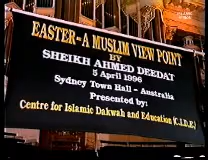 EASTER-A MUSLIM VIEW POINT
BY
SHEIKH AHMED DEEDAT
5 April 1996
Sydney Town Hall - Australia
Presented by:
Centre for Islamic Dakwah and Education (C.I.D.E)